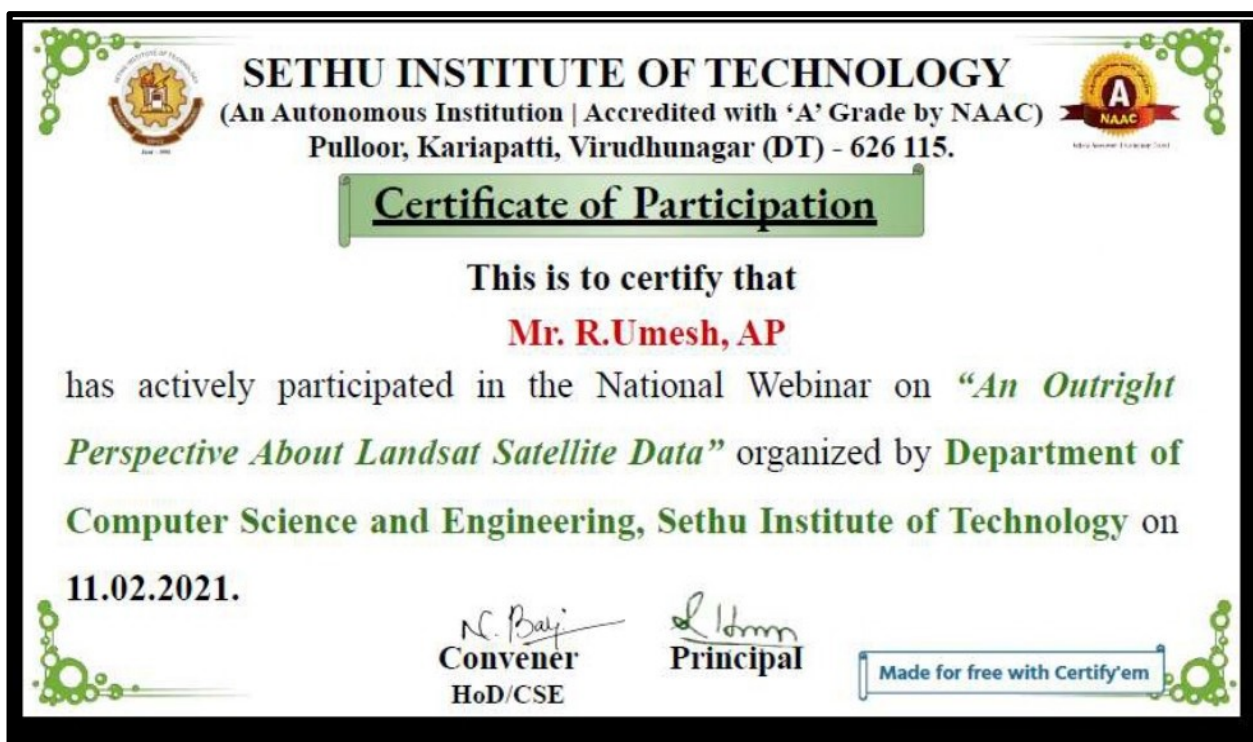 SETHU INSTITUTE OF TECHNOLOGY
(An Autonomous Institution | Accredited with ‘A’ Grade by NAAC)
Pulloor, Kariapatti, Virudhunagar (DT) - 626 115.
A
NAAC
Certificate of Participation
This is to certify that
Mr. R.Umesh, AP
has actively participated in the National Webinar on “An Outright
Perspective About Landsat Satellite Data” organized by Department of
Computer Science and Engineering, Sethu Institute of Technology on
11.02.2021.
Convener
HoD/CSE
Principal
Made for free with Certify'em